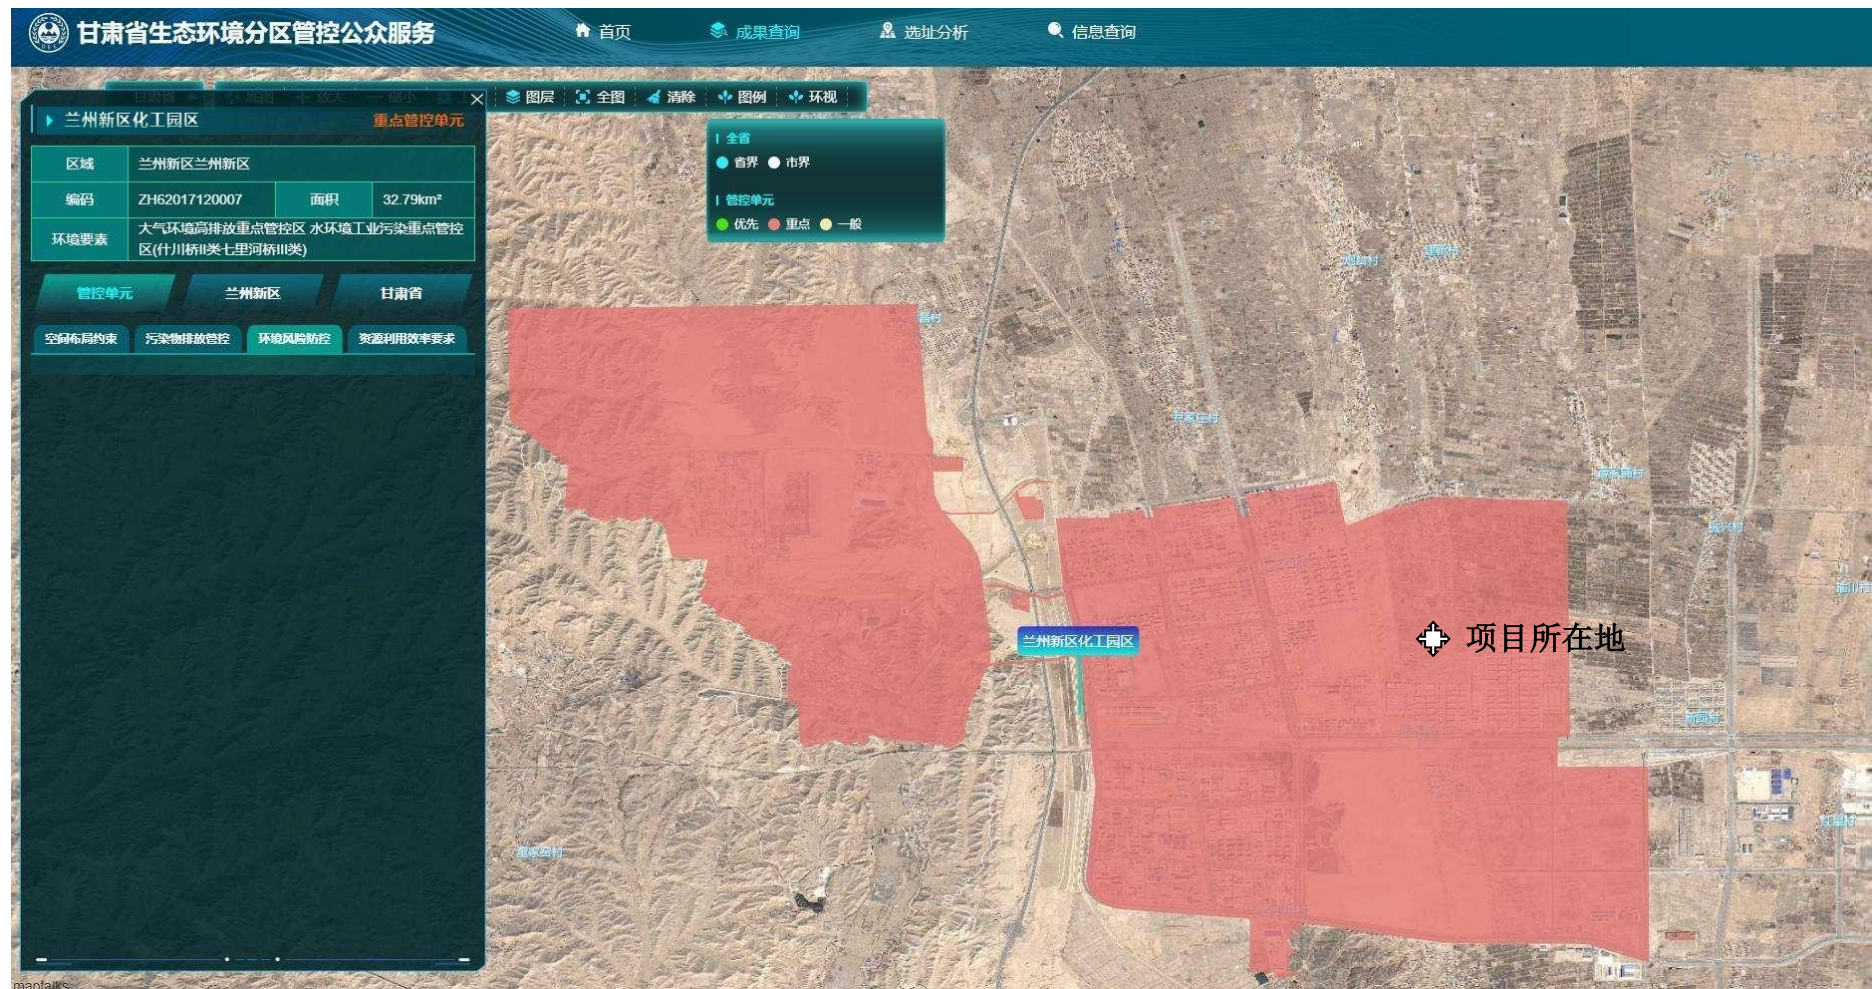 甘肃省生态环境分区管控公众服务
首页
成果查询
选址分析
信息查询
图层
全图
清除
图例
环视
兰州新区化工园区
重点管控单元
区域
兰州新区兰州新区
编码
ZH62017120007
面积
32.79km²
环境要素
大气环境高排放重点管控区 水环境工业污染重点管控
区(什川桥II类七里河桥III类)
管控单元
兰州新区
甘肃省
空间布局约束
污染物排放管控
环境风险防控
资源利用效率要求
全省
省界
市界
管控单元
优先
重点
一般
建新村
振兴村
兰州新区化工园区
项目所在地
maptalks